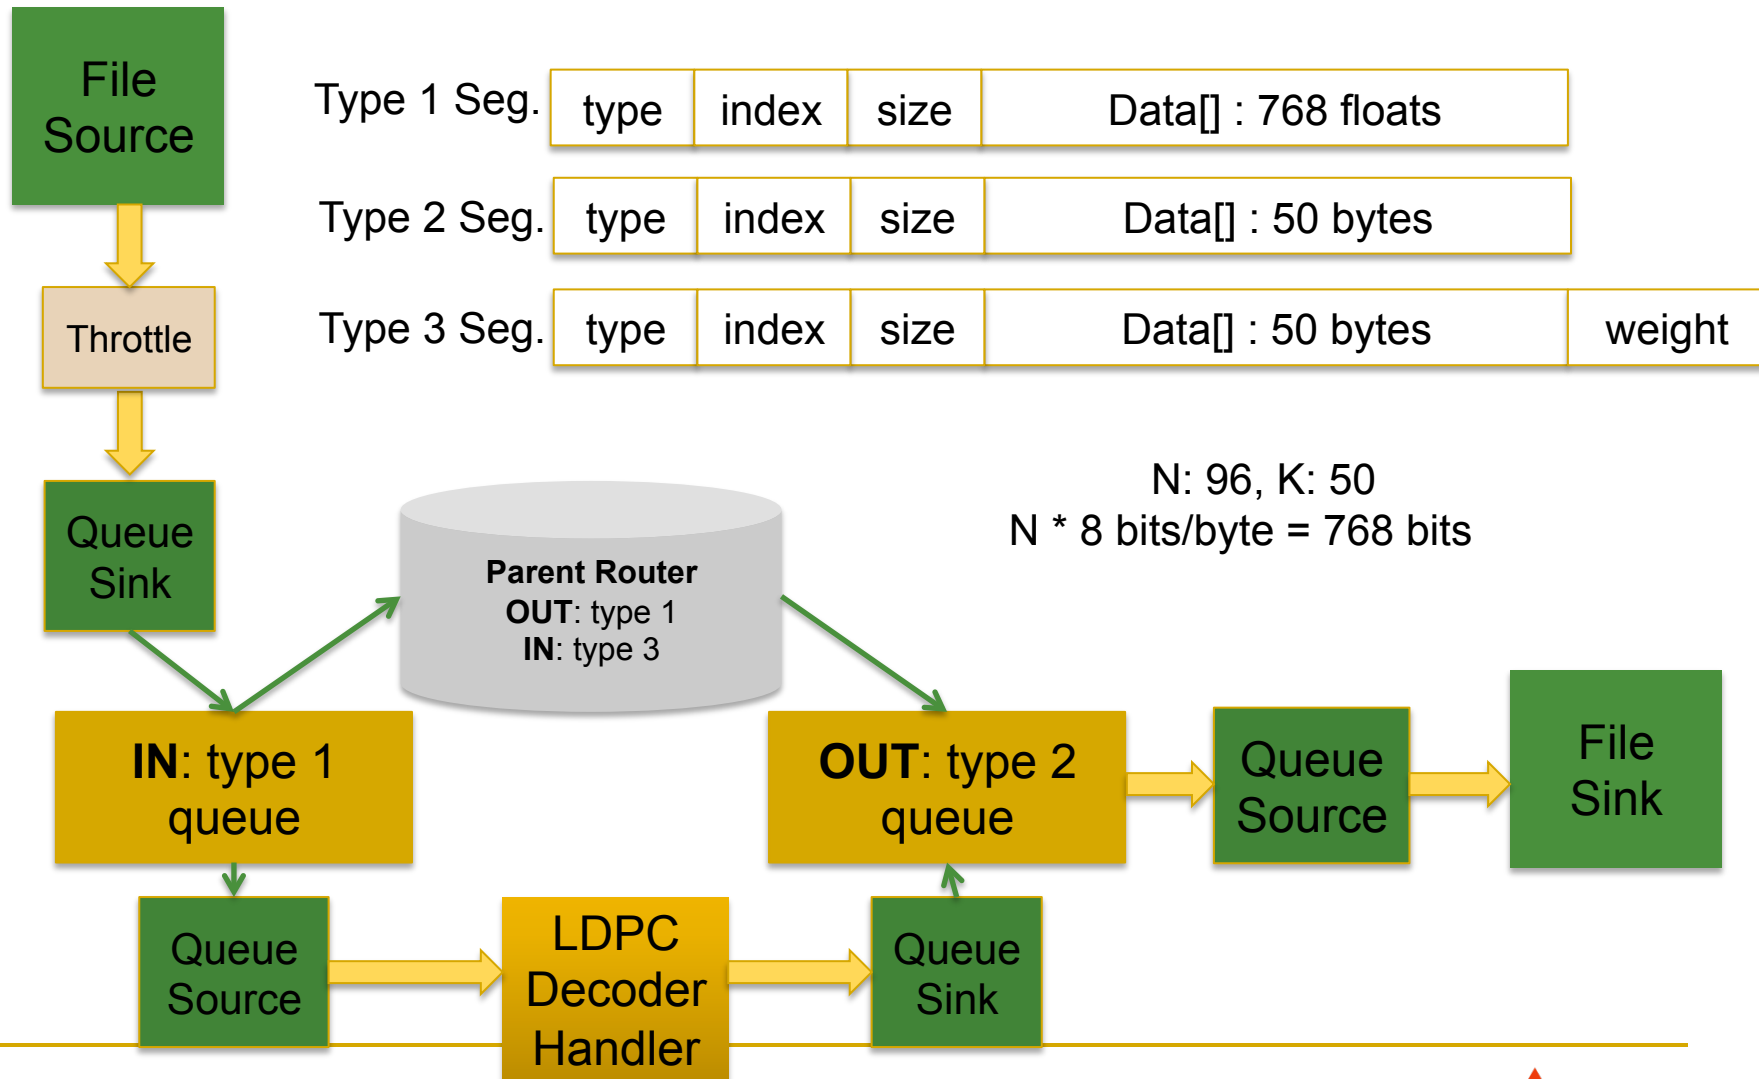 File
Source
Type 1 Seg. type index size Data[] : 768 floats
Type 2 Seg. type index size Data[] : 50 bytes
Type 3 Seg. type index size Data[] : 50 bytes weight
Throttle
N: 96, K: 50
N * 8 bits/byte = 768 bits
Queue
Sink
Parent Router
OUT: type 1
IN: type 3
IN: type 1
queue
OUT: type 2
queue
Queue
Source
File
Sink
Queue
Source
LDPC
Decoder
Handler
Queue
Sink